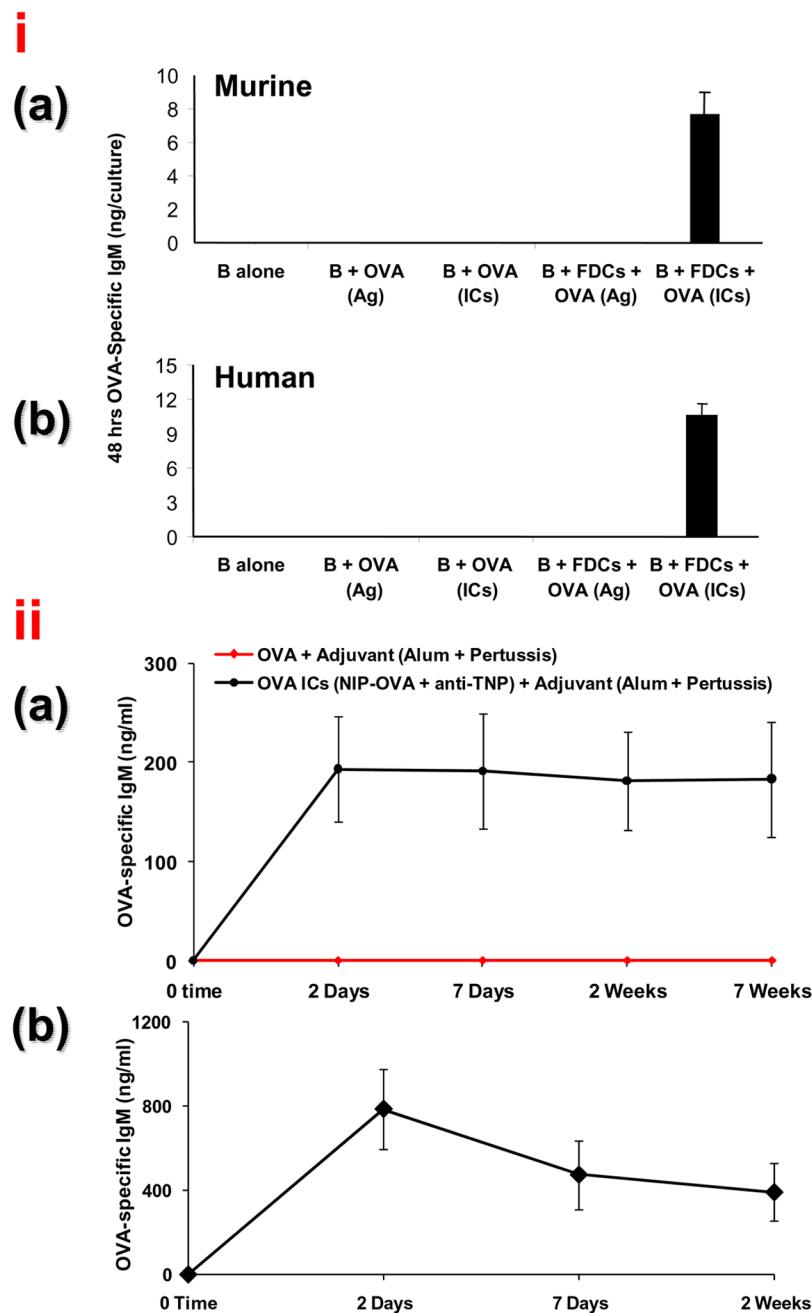 i
(a)
48 hrs OVA-Specific IgM (ng/culture)
Murine
10
8
6
4
2
0
B alone
B + OVA (Ag)
B + OVA (ICs)
B + FDCs + OVA (Ag)
B + FDCs + OVA (ICs)
(b)
Human
15
12
9
6
3
0
B alone
B + OVA (Ag)
B + OVA (ICs)
B + FDCs + OVA (Ag)
B + FDCs + OVA (ICs)
ii
(a)
OVA + Adjuvant (Alum + Pertussis)
OVA ICs (NIP-OVA + anti-TNP) + Adjuvant (Alum + Pertussis)
OVA-specific IgM (ng/ml)
300
200
100
0
0 time
2 Days
7 Days
2 Weeks
7 Weeks
(b)
OVA-specific IgM (ng/ml)
1200
800
400
0
0 Time
2 Days
7 Days
2 Weeks